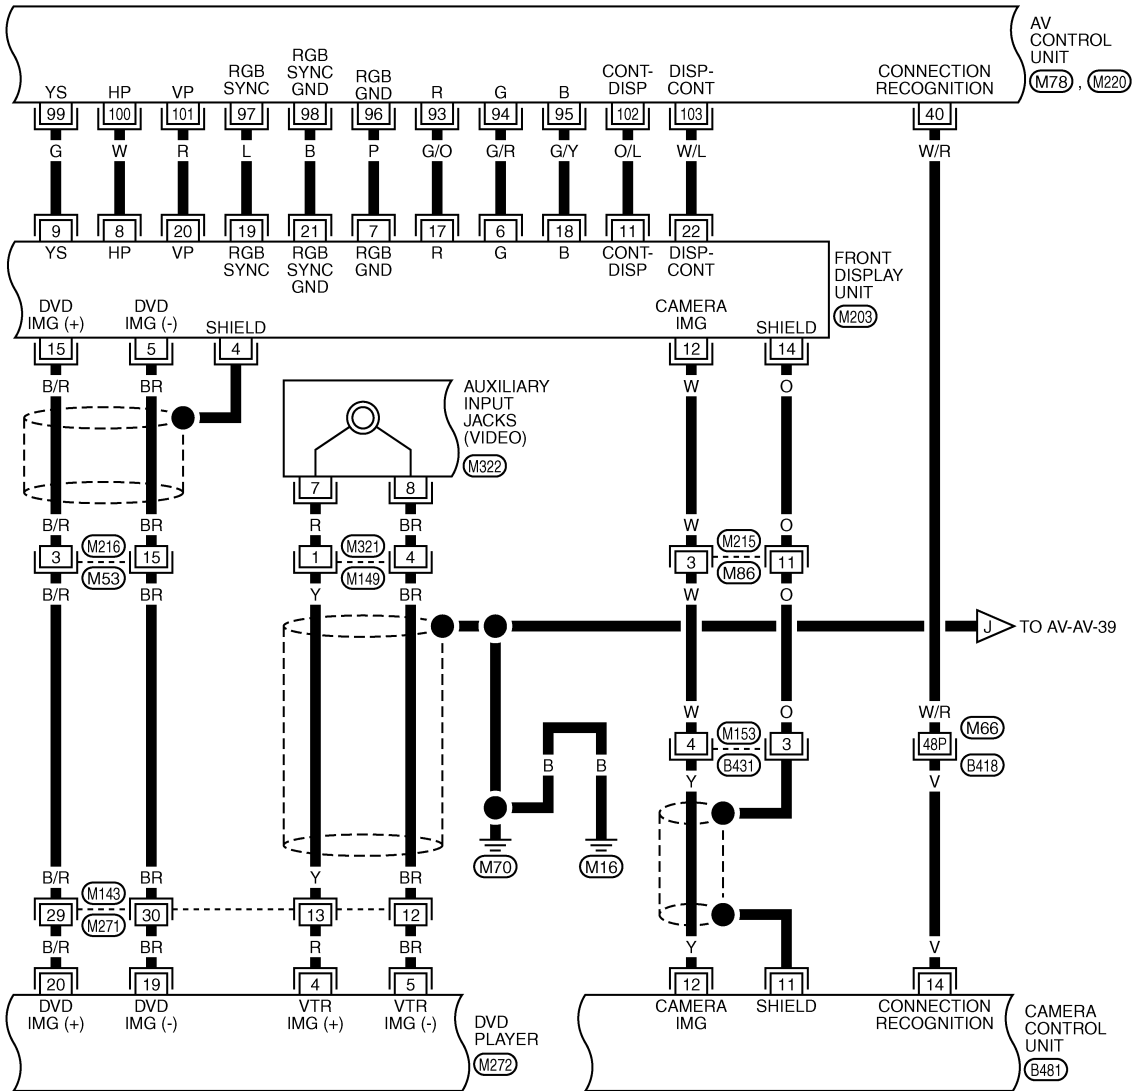 AV
CONTROL
UNIT
M78 , M220
YS HP VP RGB SYNC RGB SYNC GND RGB GND R G B CONT-DISP DISP-CONT CONNECTION RECOGNITION
99 100 101 97 98 96 93 94 95 102 103 40
G W R L B P G/O G/R G/Y O/L W/L W/R
9 8 20 19 21 7 17 6 18 11 22
YS HP VP RGB SYNC RGB SYNC GND RGB GND R G B CONT-DISP DISP-CONT
FRONT
DISPLAY
UNIT
M203
DVD IMG (+) DVD IMG (-) SHIELD CAMERA IMG SHIELD
15 5 4 12 14
B/R BR W O
AUXILIARY
INPUT
JACKS
(VIDEO)
M322
7 8
B/R BR R BR W O
3 M216 15 1 M321 4 3 M215 11
M53 M149 M86
B/R BR Y BR W O
J TO AV-AV-39
W O W/R
4 M153 3 48P M66
B431 B418
B B Y V
M70 M16
B/R BR Y BR
29 M143 30 13 12
M271
B/R BR R BR Y V
20 19 4 5 12 11 14
DVD IMG (+) DVD IMG (-) VTR IMG (+) VTR IMG (-) CAMERA IMG SHIELD CONNECTION RECOGNITION
DVD
PLAYER
M272
CAMERA
CONTROL
UNIT
B481